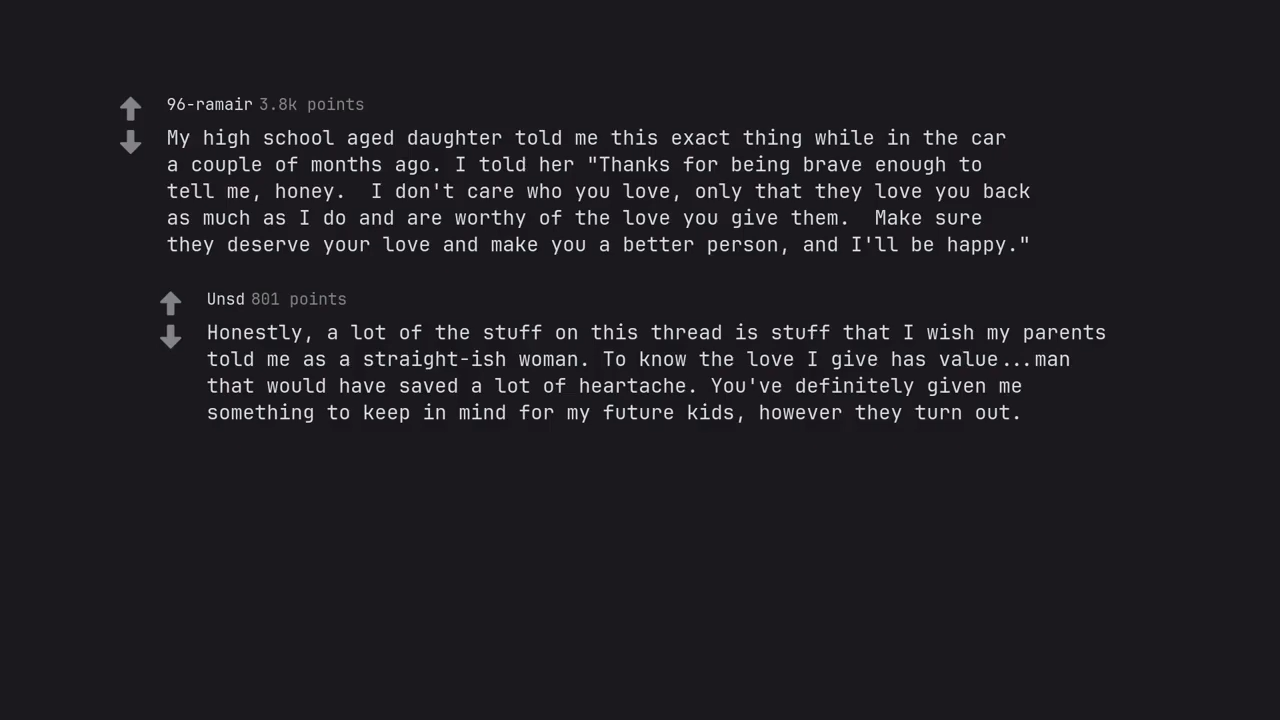 96-ramair 3.8k points
My high school aged daughter told me this exact thing while in the car
a couple of months ago. I told her "Thanks for being brave enough to
tell me, honey.  I don't care who you love, only that they love you back
as much as I do and are worthy of the love you give them.  Make sure
they deserve your love and make you a better person, and I'll be happy."
Unsd 801 points
Honestly, a lot of the stuff on this thread is stuff that I wish my parents
told me as a straight-ish woman. To know the love I give has value...man
that would have saved a lot of heartache. You've definitely given me
something to keep in mind for my future kids, however they turn out.